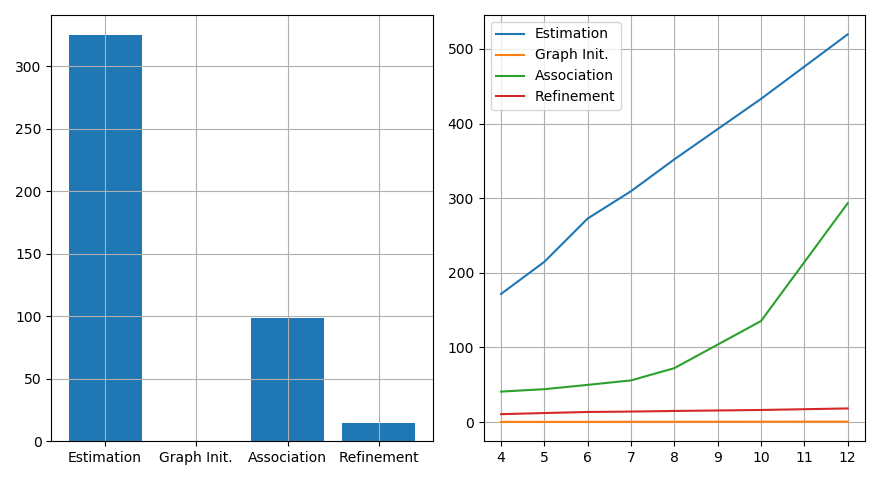 300
250
200
150
100
50
0
Estimation Graph Init. Association Refinement
Estimation
Graph Init.
Association
Refinement
500
400
300
200
100
0
4 5 6 7 8 9 10 11 12